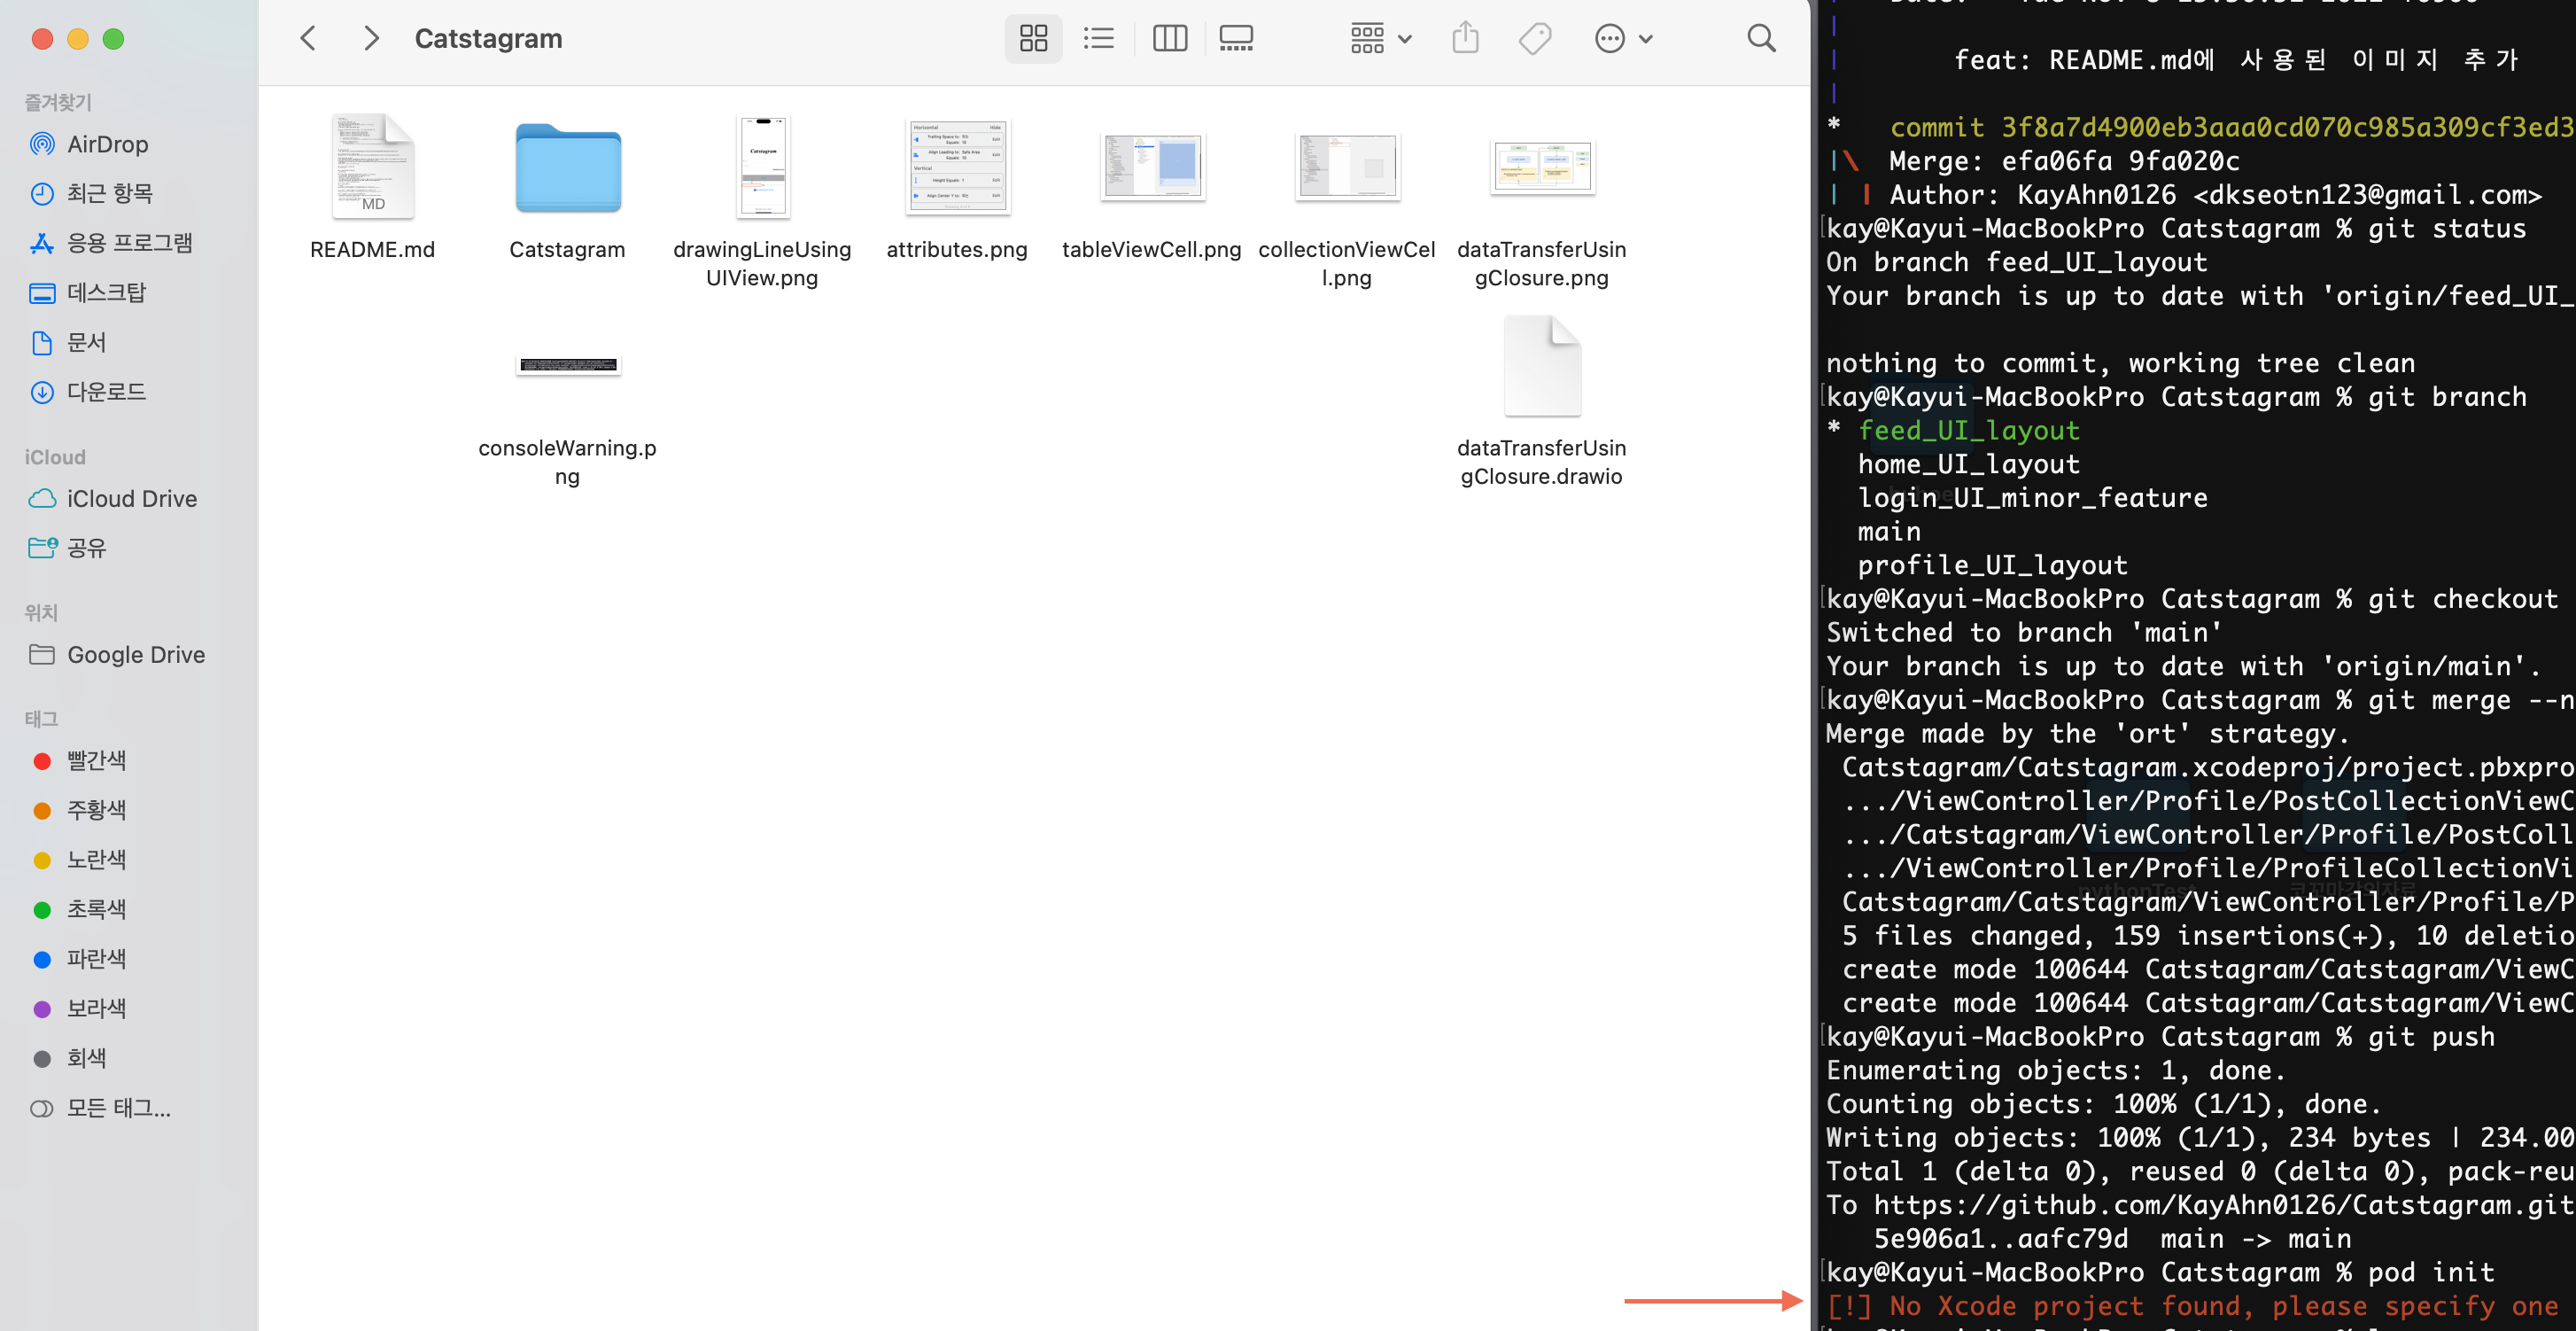 Catstagram
즐겨찾기
AirDrop
최근 항목
응용 프로그램
데스크탑
문서
다운로드
iCloud
iCloud Drive
공유
위치
Google Drive
태그
빨간색
주황색
노란색
초록색
파란색
보라색
회색
모든 태그...
MD
README.md
Catstagram
drawingLineUsing
UIView.png
attributes.png
tableViewCell.png
collectionViewCel
l.png
dataTransferUsin
gClosure.png
consoleWarning.p
ng
dataTransferUsin
gClosure.drawio
feat: README.md에 사용된 이미지 추가
* commit 3f8a7d4900eb3aaa0cd070c985a309cf3ed3
|\ Merge: efa06fa 9fa020c
| | Author: KayAhn0126 <dkseotn123@gmail.com>
kay@Kayui-MacBookPro Catstagram % git status
On branch feed_UI_layout
Your branch is up to date with 'origin/feed_UI_
nothing to commit, working tree clean
kay@Kayui-MacBookPro Catstagram % git branch
* feed_UI_layout
home_UI_layout
login_UI_minor_feature
main
profile_UI_layout
kay@Kayui-MacBookPro Catstagram % git checkout
Switched to branch 'main'
Your branch is up to date with 'origin/main'.
kay@Kayui-MacBookPro Catstagram % git merge --n
Merge made by the 'ort' strategy.
Catstagram/Catstagram.xcodeproj/project.pbxpro
.../ViewController/Profile/PostCollectionViewC
.../Catstagram/ViewController/Profile/PostColl
.../ViewController/Profile/ProfileCollectionVi
Catstagram/Catstagram/ViewController/Profile/P
5 files changed, 159 insertions(+), 10 deletio
create mode 100644 Catstagram/Catstagram/ViewC
create mode 100644 Catstagram/Catstagram/ViewC
kay@Kayui-MacBookPro Catstagram % git push
Enumerating objects: 1, done.
Counting objects: 100% (1/1), done.
Writing objects: 100% (1/1), 234 bytes | 234.00
Total 1 (delta 0), reused 0 (delta 0), pack-reu
To https://github.com/KayAhn0126/Catstagram.git
5e906a1..aafc79d main -> main
kay@Kayui-MacBookPro Catstagram % pod init
[!] No Xcode project found, please specify one